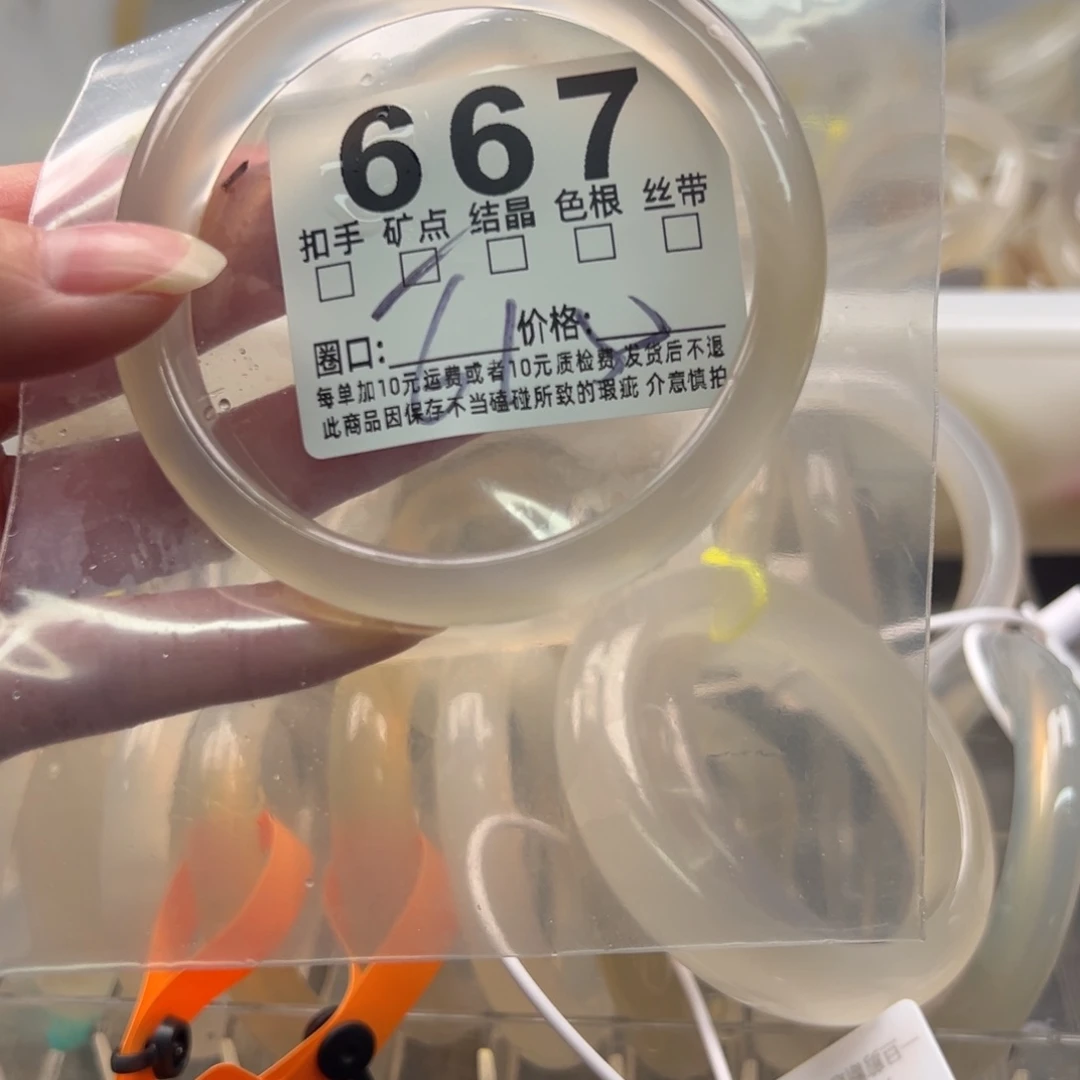 667
扣手 矿点 结晶 色根 丝带
圈口: 价格:
每单加10元运费或者10元质检费 发货后不退
此商品因保存不当磕碰所致的瑕疵 介意慎拍